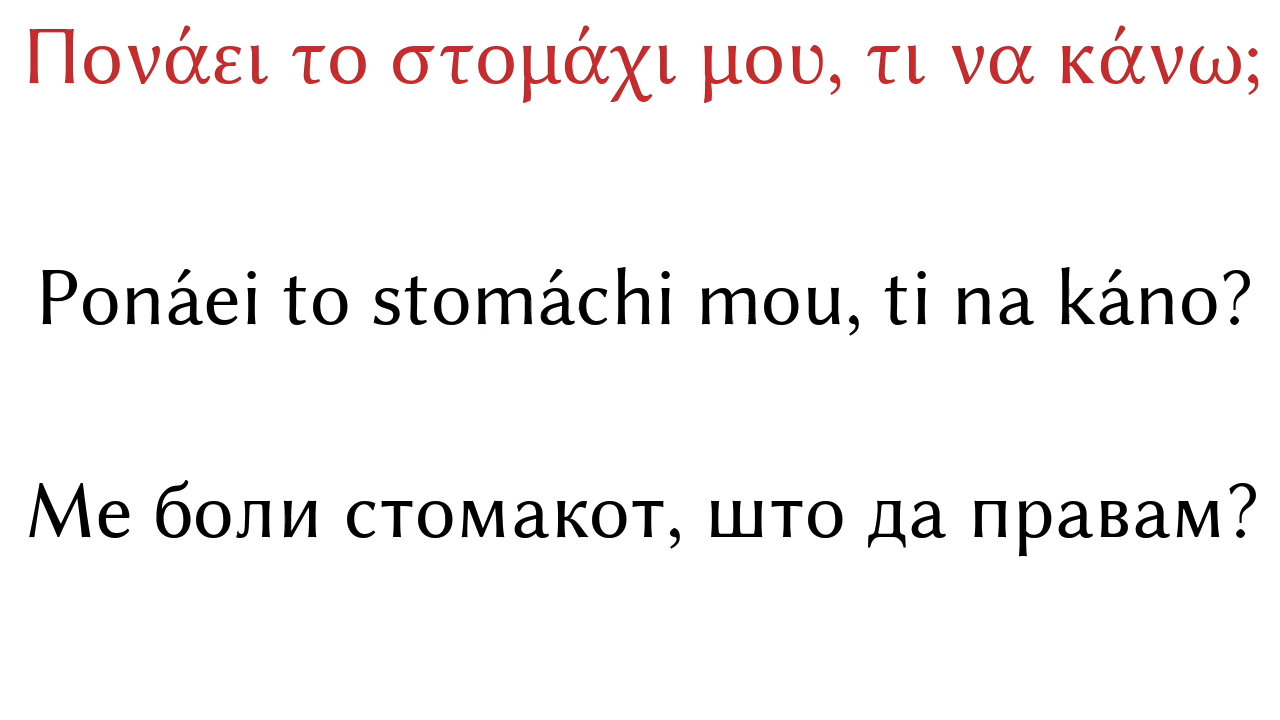 Πονάει το στομάχι μου, τι να κάνω;
Ponáei to stomáchi mou, ti na káno?
Ме боли стомакот, што да правам?